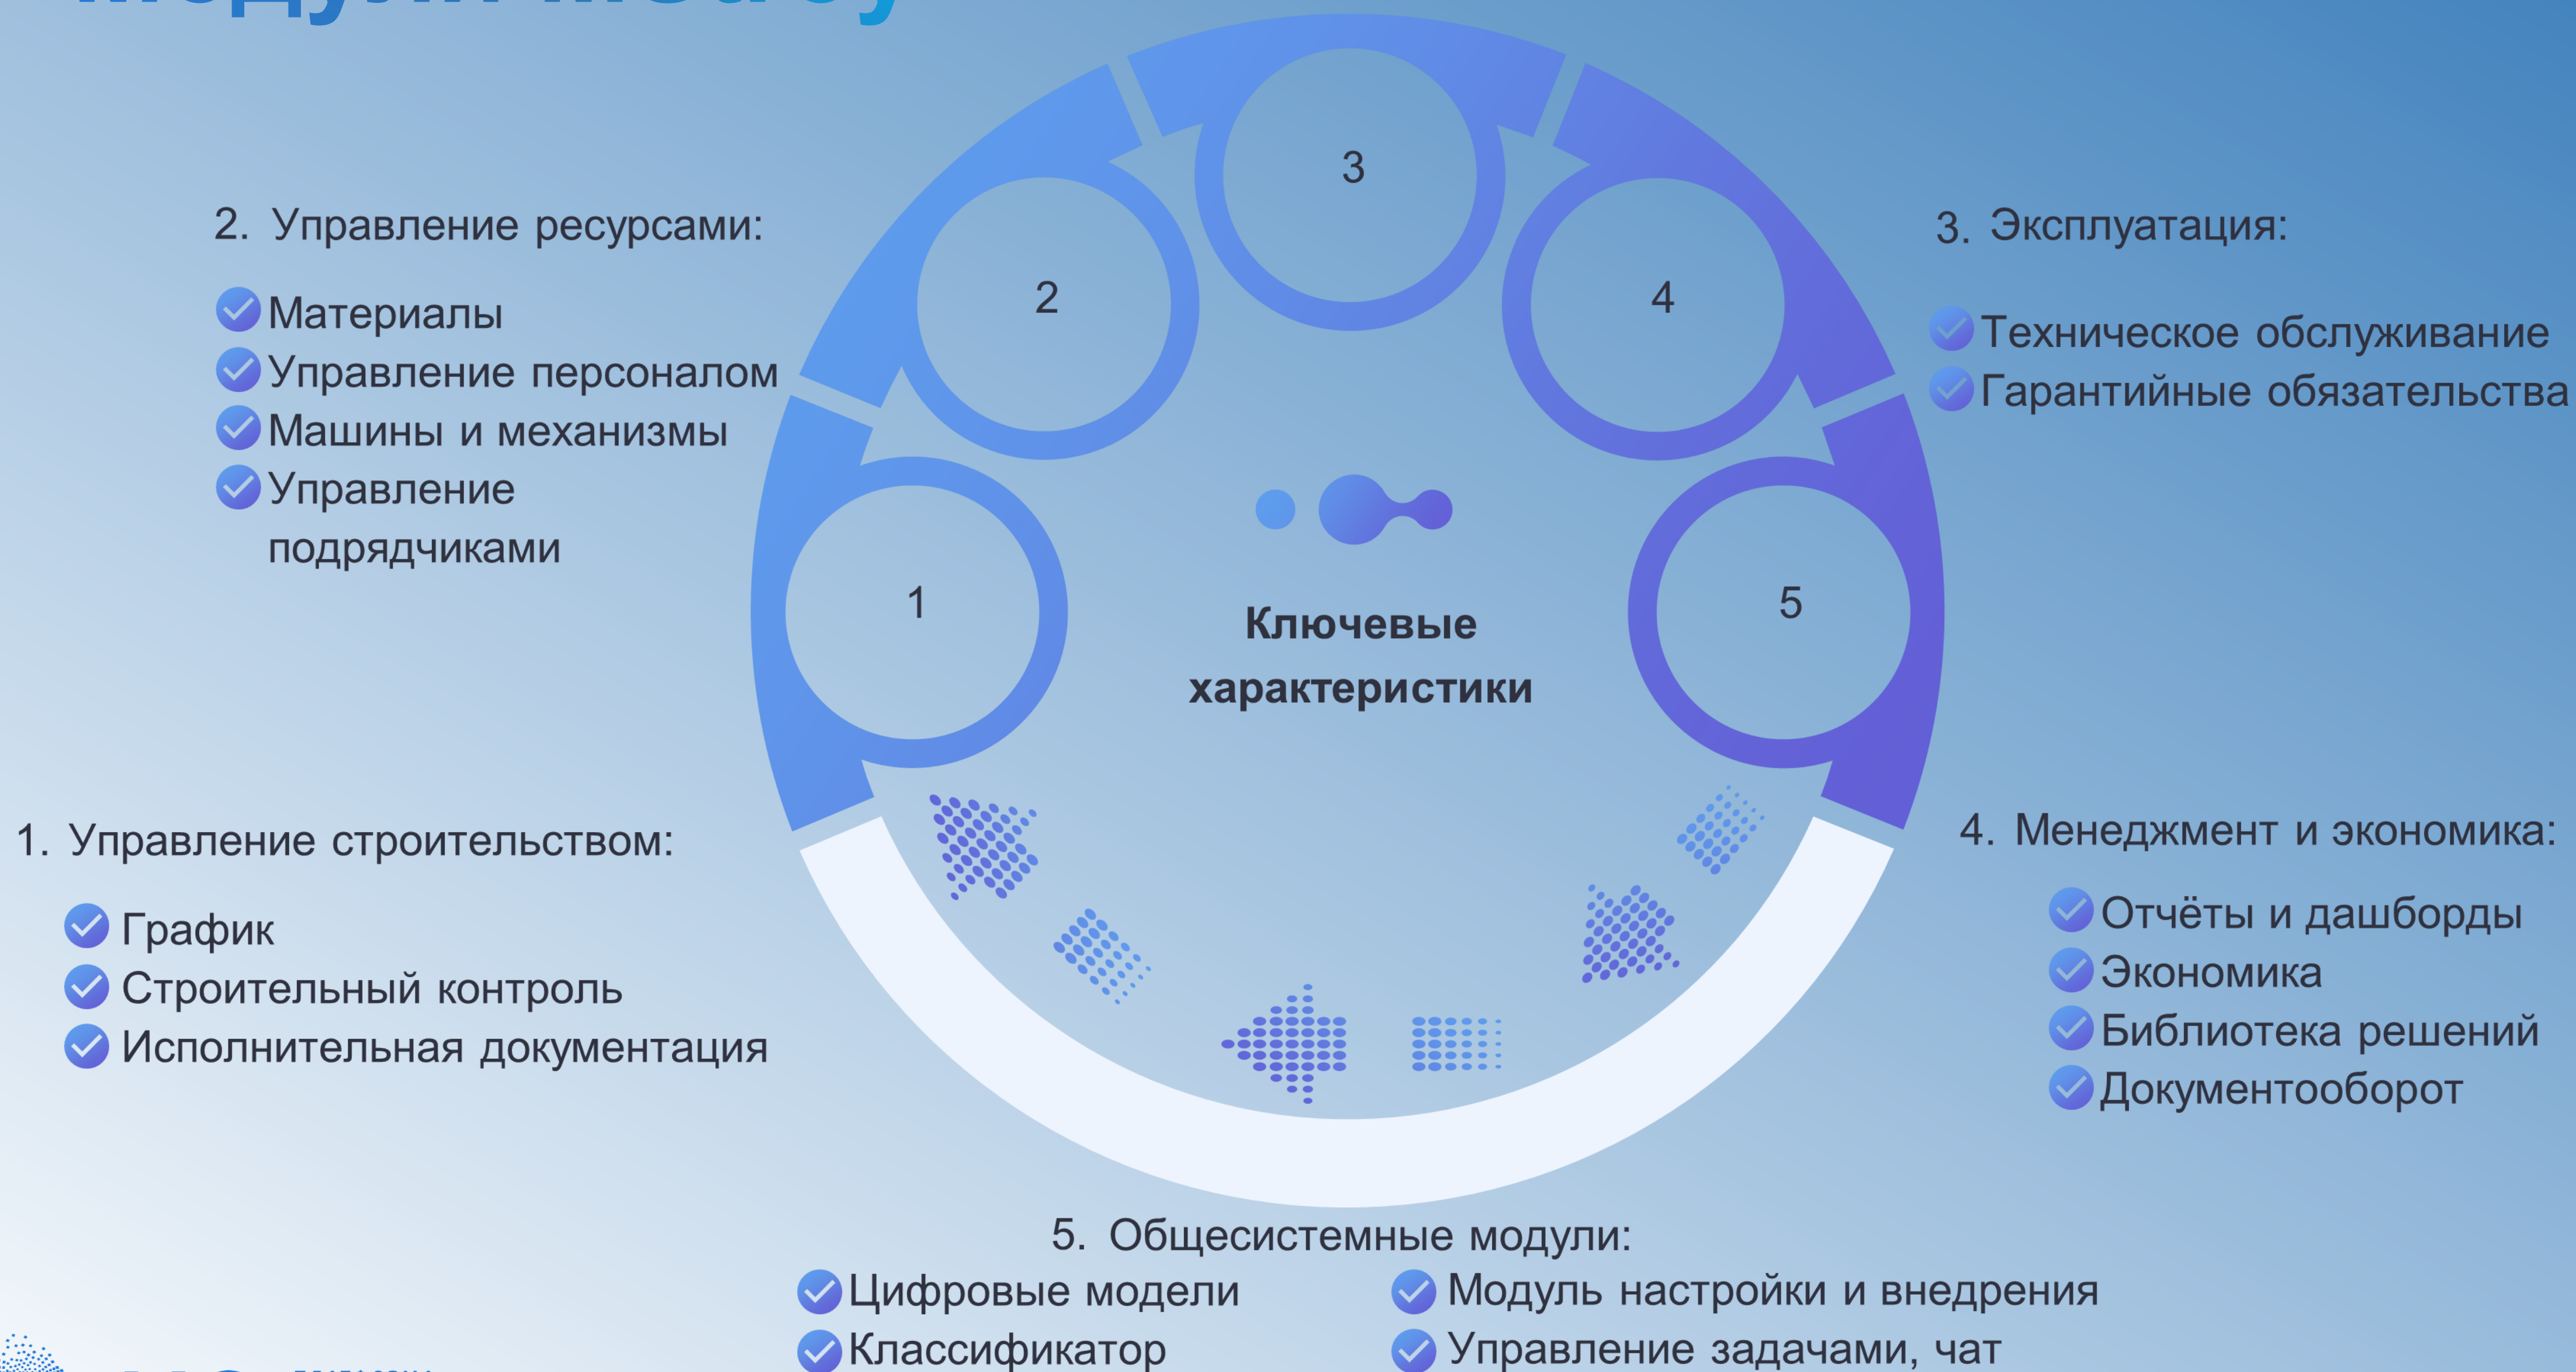 2. Управление ресурсами:
Материалы
Управление персоналом
Машины и механизмы
Управление
подрядчиками
3
2
4
1
5
Ключевые
характеристики
3. Эксплуатация:
Техническое обслуживание
Гарантийные обязательства
1. Управление строительством:
График
Строительный контроль
Исполнительная документация
4. Менеджмент и экономика:
Отчёты и дашборды
Экономика
Библиотека решений
Документооборот
5. Общесистемные модули:
Цифровые модели
Классификатор
Модуль настройки и внедрения
Управление задачами, чат